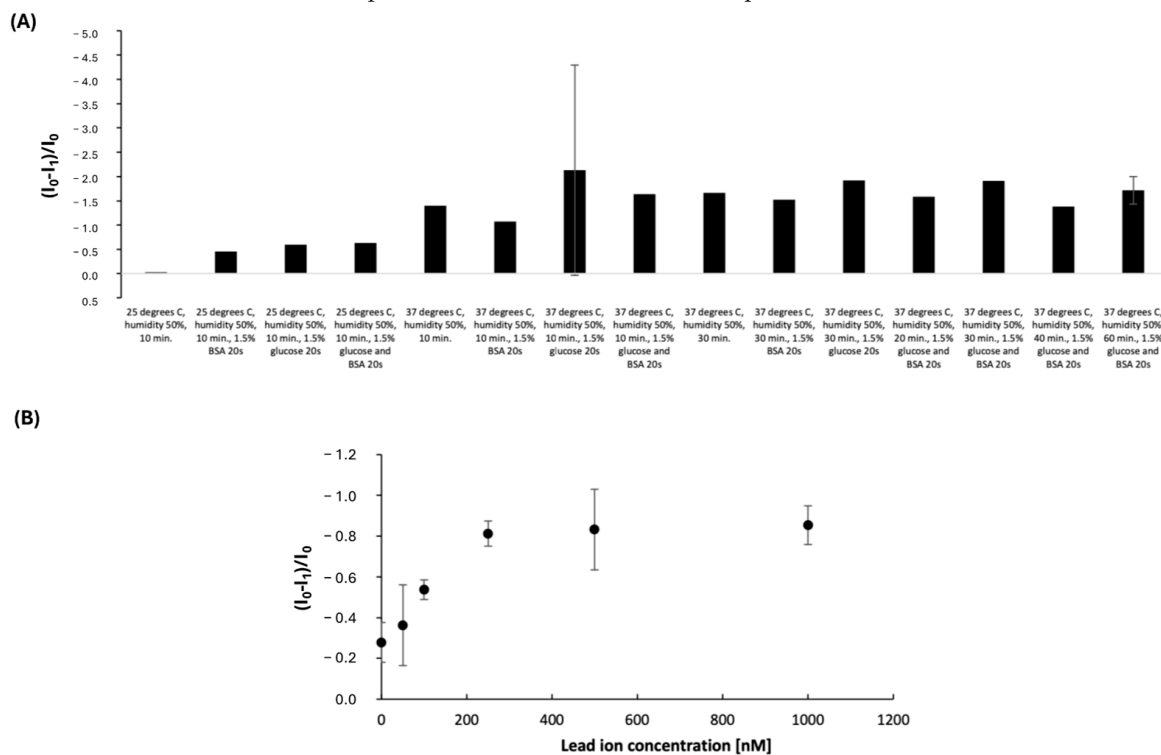 (A)
(I0-I1)/I0
− 5.0
− 4.5
− 4.0
− 3.5
− 3.0
− 2.5
− 2.0
− 1.5
− 1.0
− 0.5
0.0
0.5
25 degrees C,
humidity 50%,
10 min.
25 degrees C,
humidity 50%,
10 min., 1.5%
BSA 20s
25 degrees C,
humidity 50%,
10 min., 1.5%
glucose 20s
25 degrees C,
humidity 50%,
10 min., 1.5%
glucose and
BSA 20s
37 degrees C,
humidity 50%,
10 min.
37 degrees C,
humidity 50%,
10 min., 1.5%
BSA 20s
37 degrees C,
humidity 50%,
10 min., 1.5%
glucose 20s
37 degrees C,
humidity 50%,
10 min., 1.5%
glucose and
BSA 20s
37 degrees C,
humidity 50%,
30 min.
37 degrees C,
humidity 50%,
30 min., 1.5%
BSA 20s
37 degrees C,
humidity 50%,
30 min., 1.5%
glucose 20s
37 degrees C,
humidity 50%,
20 min., 1.5%
glucose and
BSA 20s
37 degrees C,
humidity 50%,
30 min., 1.5%
glucose and
BSA 20s
37 degrees C,
humidity 50%,
40 min., 1.5%
glucose and
BSA 20s
37 degrees C,
humidity 50%,
60 min., 1.5%
glucose and
BSA 20s
(B)
(I0-I1)/I0
− 1.2
− 1.0
− 0.8
− 0.6
− 0.4
− 0.2
0.0
0 200 400 600 800 1000 1200
Lead ion concentration [nM]